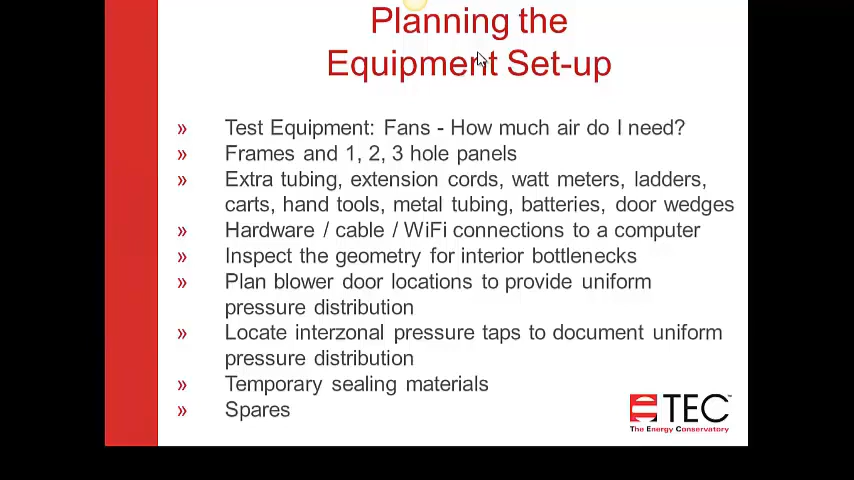 Planning the
Equipment Set-up
» Test Equipment: Fans - How much air do I need?
» Frames and 1, 2, 3 hole panels
» Extra tubing, extension cords, watt meters, ladders,
carts, hand tools, metal tubing, batteries, door wedges
» Hardware / cable / WiFi connections to a computer
» Inspect the geometry for interior bottlenecks
» Plan blower door locations to provide uniform
pressure distribution
» Locate interzonal pressure taps to document uniform
pressure distribution
» Temporary sealing materials
» Spares
TEC™
The Energy Conservatory